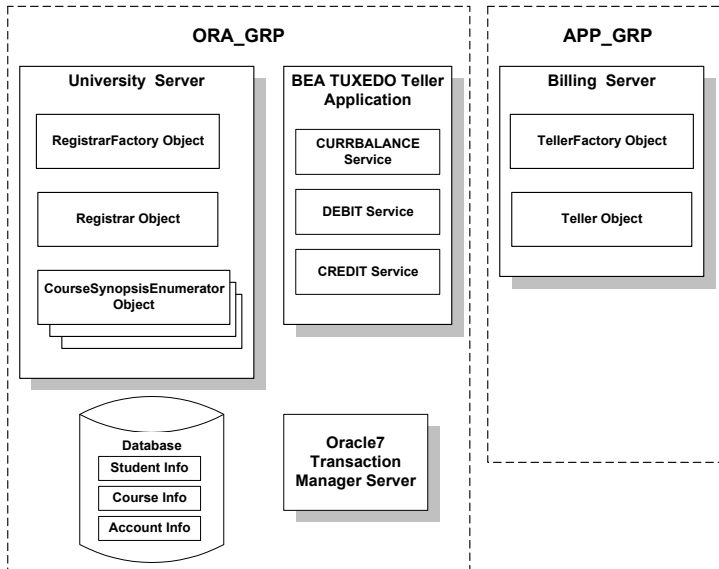 ORA_GRP
University Server
RegistrarFactory Object
Registrar Object
CourseSynopsisEnumerator
Object
BEA TUXEDO Teller
Application
CURRBALANCE
Service
DEBIT Service
CREDIT Service
Database
Student Info
Course Info
Account Info
Oracle7
Transaction
Manager Server
APP_GRP
Billing Server
TellerFactory Object
Teller Object